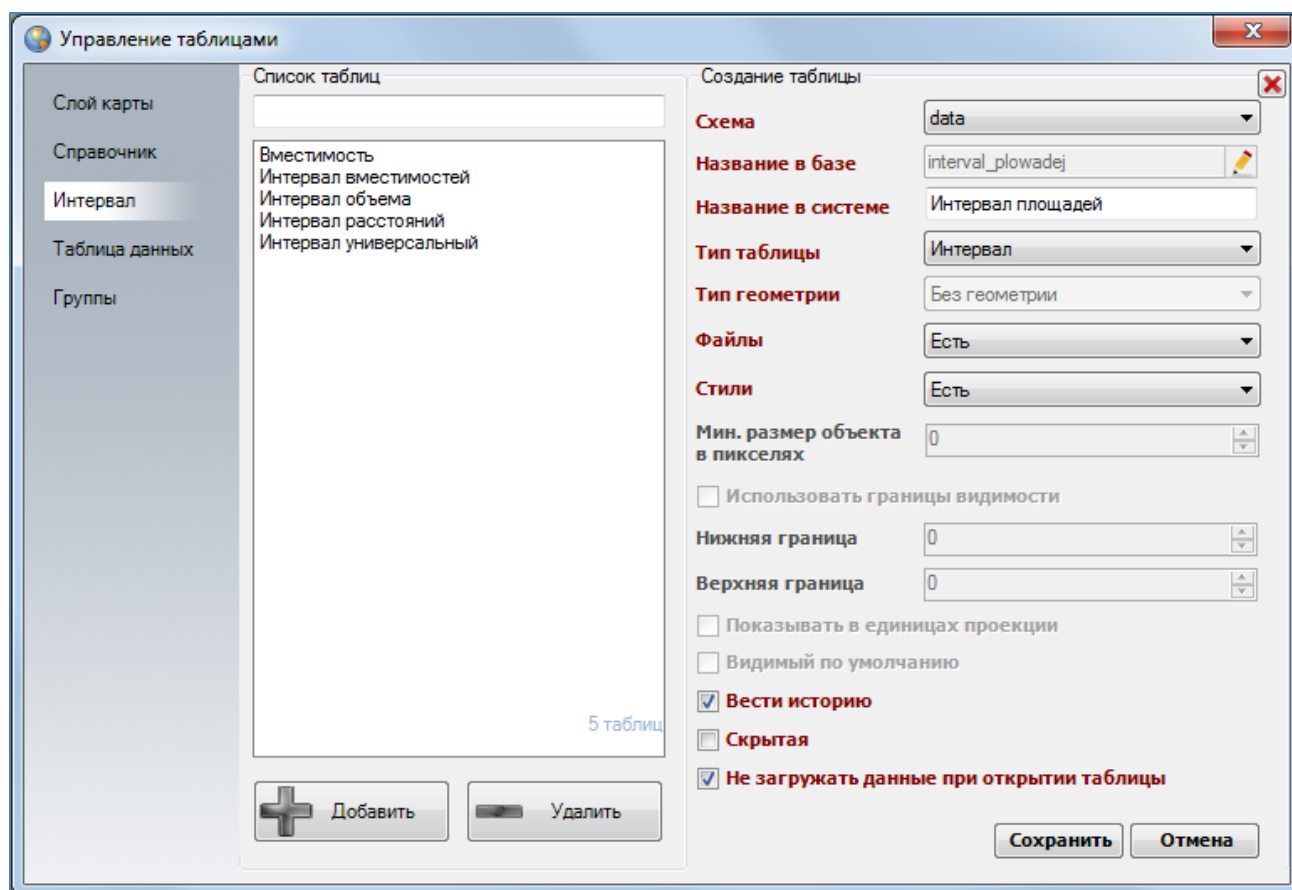 Управление таблицами
Слой карты
Справочник
Интервал
Таблица данных
Группы
Список таблиц
Вместимость
Интервал вместимостей
Интервал объема
Интервал расстояний
Интервал универсальный
5 таблиц
Добавить
Удалить
Создание таблицы
Схема
data
Название в базе
interval_plowadej
Название в системе
Интервал площадей
Тип таблицы
Интервал
Тип геометрии
Без геометрии
Файлы
Есть
Стили
Есть
Мин. размер объекта
в пикселях
0
Использовать границы видимости
Нижняя граница
0
Верхняя граница
0
Показывать в единицах проекции
Видимый по умолчанию
Вести историю
Скрытая
Не загружать данные при открытии таблицы
Сохранить
Отмена